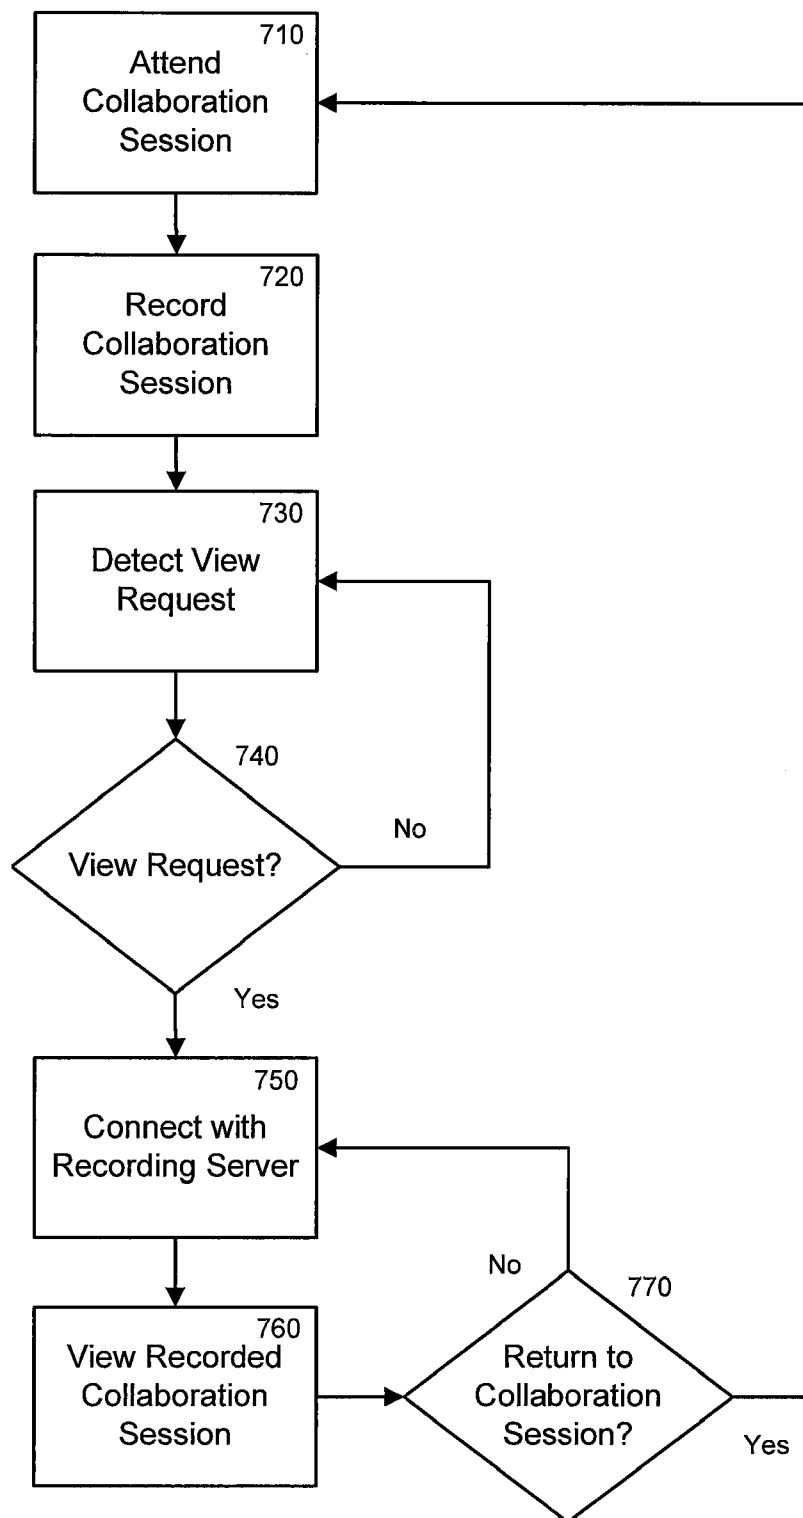 710
Attend
Collaboration
Session
720
Record
Collaboration
Session
730
Detect View
Request
740
View Request?
No
Yes
750
Connect with
Recording Server
No
770
760
View Recorded
Collaboration
Session
Return to
Collaboration
Session?
Yes